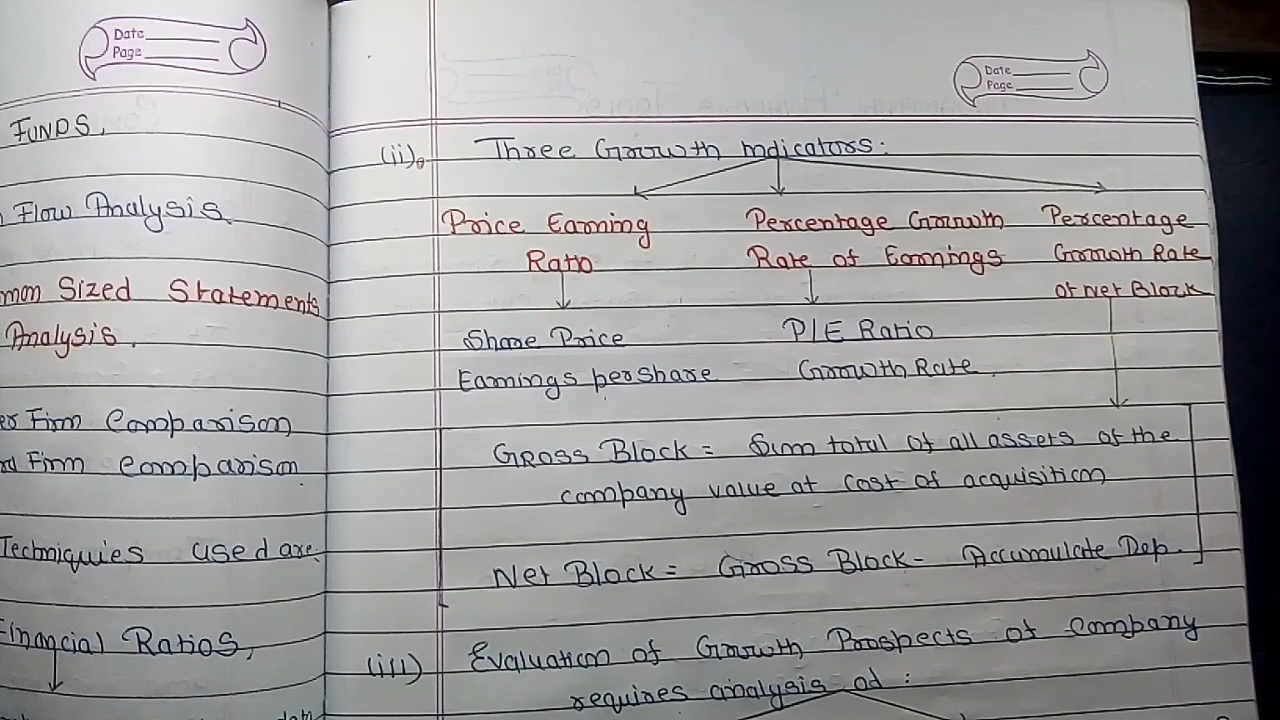 Date
Page
FUNDS,
Flow Analysis.
Sized Statements
Analysis.
Firm Comparison
Firm comparison
Techniquies used are
Financial Ratios,
Date
Page
(ii). Three Growth Indicators:
Price Earning Percentage Growth Percentage
Ratio Rate of Earnings Growth Rate
of Net Block
Share Price P/E Ratio
Earnings per share Growth Rate
Gross Block = Sum total of all assets of the
company value at cost of acquisition
Net Block = Gross Block - Accumulate Dep.
(iii) Evaluation of Growth Prospects of company
requires analysis of: